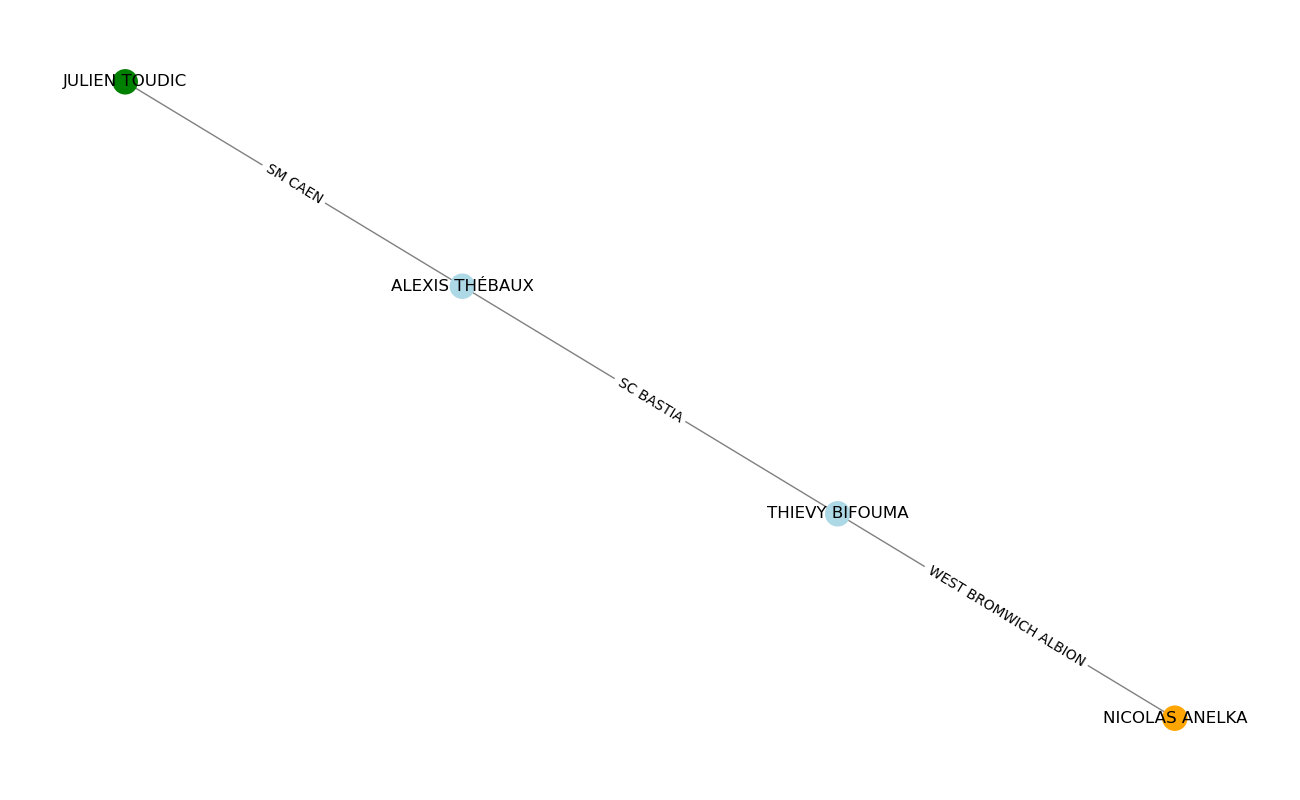 JULIEN TOUDIC
SM CAEN
ALEXIS THÉBAUX
SC BASTIA
THIEVY BIFOUMA
WEST BROMWICH ALBION
NICOLAS ANELKA